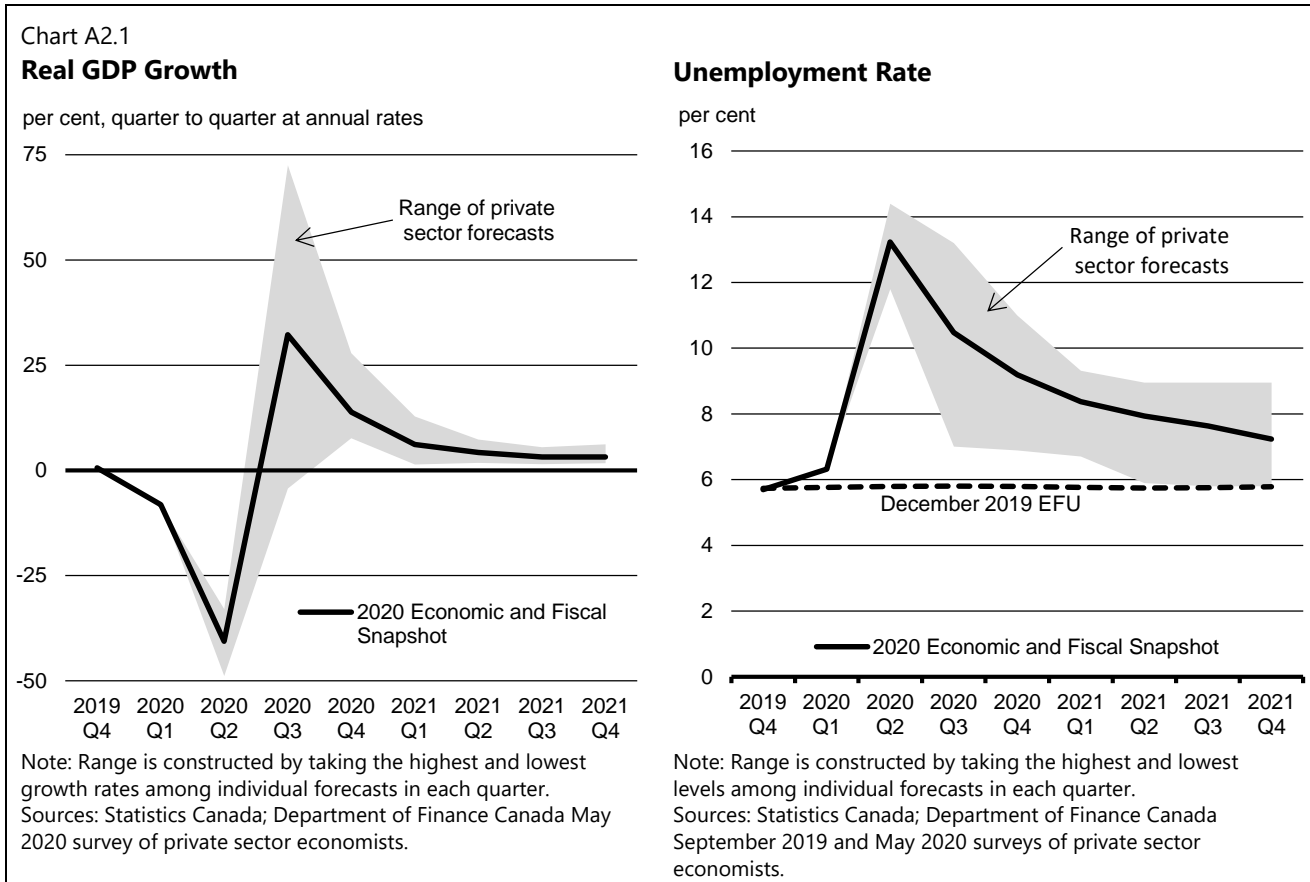 Chart A2.1
Real GDP Growth
per cent, quarter to quarter at annual rates
75
50
25
0
-25
-50
Range of private
sector forecasts
2020 Economic and Fiscal
Snapshot
2019 Q4
2020 Q1
2020 Q2
2020 Q3
2020 Q4
2021 Q1
2021 Q2
2021 Q3
2021 Q4
Note: Range is constructed by taking the highest and lowest
growth rates among individual forecasts in each quarter.
Sources: Statistics Canada; Department of Finance Canada May
2020 survey of private sector economists.
Unemployment Rate
per cent
16
14
12
10
8
6
4
2
0
Range of private
sector forecasts
December 2019 EFU
2020 Economic and Fiscal Snapshot
2019 Q4
2020 Q1
2020 Q2
2020 Q3
2020 Q4
2021 Q1
2021 Q2
2021 Q3
2021 Q4
Note: Range is constructed by taking the highest and lowest
levels among individual forecasts in each quarter.
Sources: Statistics Canada; Department of Finance Canada
September 2019 and May 2020 surveys of private sector
economists.